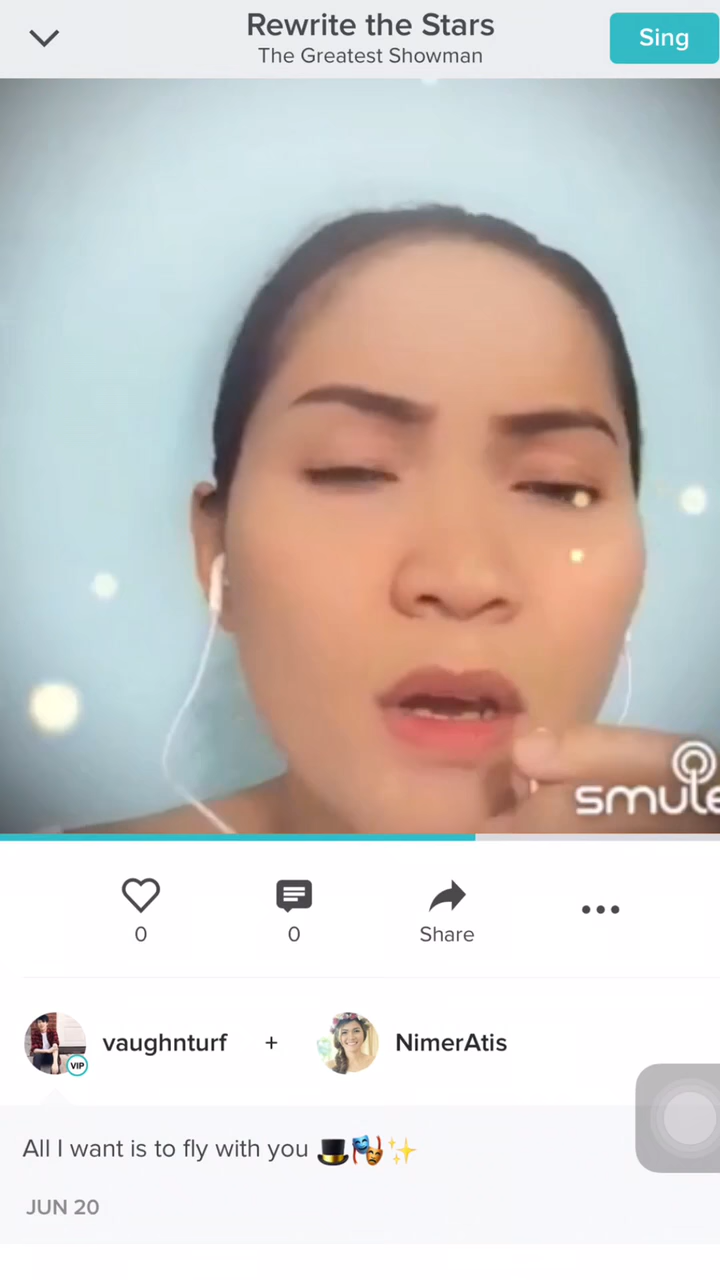 Rewrite the Stars
The Greatest Showman
Sing
smule
0
0
Share
VIP
vaughnturf + NimerAtis
All I want is to fly with you 🎩🎭✨
JUN 20